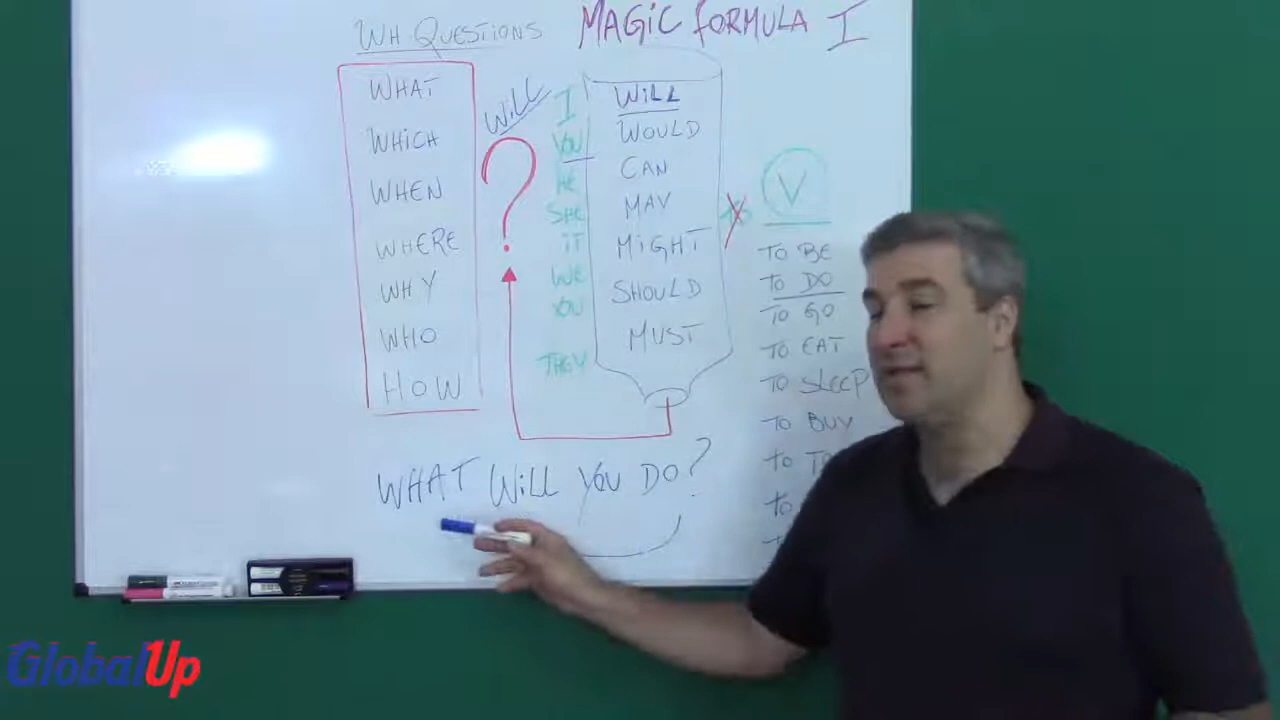 WH QUESTIONS
MAGIC FORMULA I
WHAT
WHICH
WHEN
WHERE
WHY
WHO
HOW
WILL
?
I
YOU
HE
SHE
IT
WE
YOU
THEY
WILL
WOULD
CAN
MAY
MIGHT
SHOULD
MUST
V
TO BE
TO DO
TO GO
TO EAT
TO SLEEP
TO BUY
TO
TO
WHAT WILL YOU DO?
GlobalUp